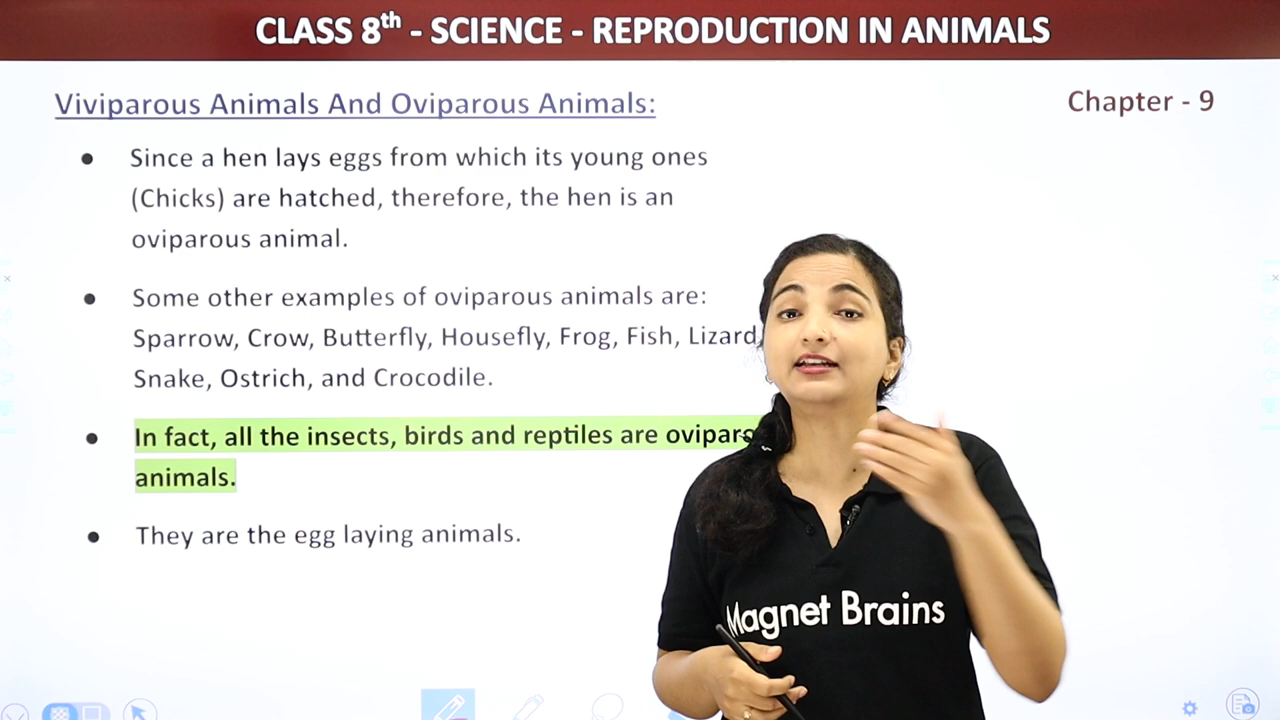 CLASS 8th - SCIENCE - REPRODUCTION IN ANIMALS
Viviparous Animals And Oviparous Animals:
Chapter - 9
Since a hen lays eggs from which its young ones
(Chicks) are hatched, therefore, the hen is an
oviparous animal.
Some other examples of oviparous animals are:
Sparrow, Crow, Butterfly, Housefly, Frog, Fish, Lizard
Snake, Ostrich, and Crocodile.
In fact, all the insects, birds and reptiles are oviparo
animals.
They are the egg laying animals.
Magnet Brains